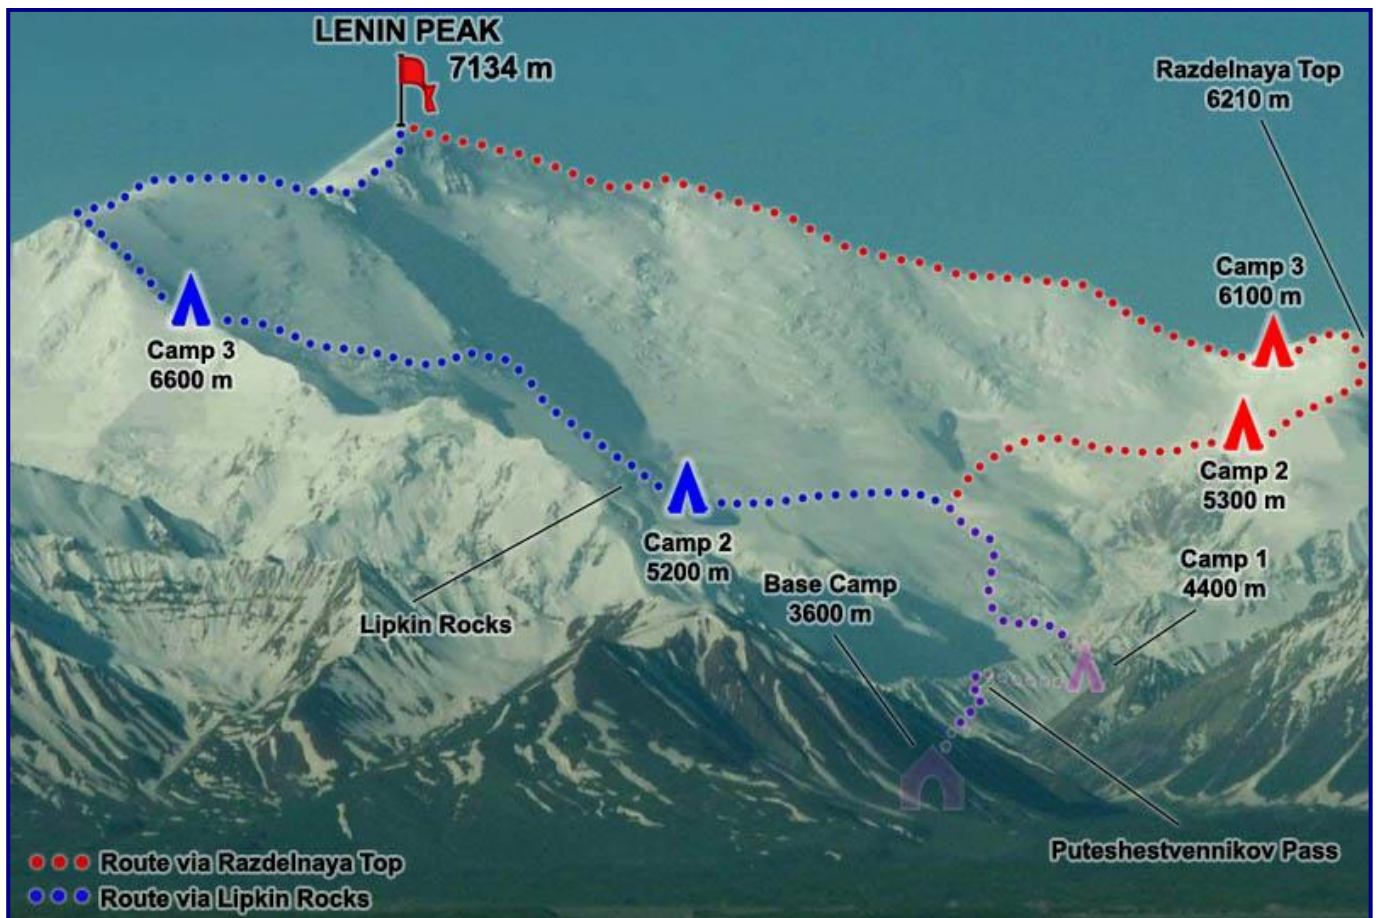 LENIN PEAK
7134 m
Razdelnaya Top
6210 m
Camp 3
6100 m
Camp 3
6600 m
Camp 2
5300 m
Camp 2
5200 m
Camp 1
4400 m
Base Camp
3600 m
Lipkin Rocks
Puteshestvennikov Pass
Route via Razdelnaya Top
Route via Lipkin Rocks